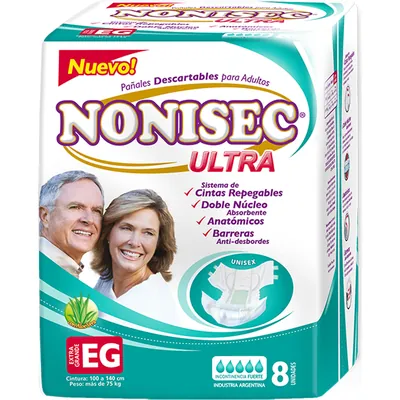 Nuevo!
Pañales Descartables para Adultos
NONISEC®
ULTRA
Sistema de
Cintas Repegables
Doble Núcleo
Absorbente
Anatómicos
Barreras
Anti-desbordes
UNISEX
EXTRA
GRANDE
EG
Cintura: 100 a 140 cm
Peso: más de 75 kg
INCONTINENCIA FUERTE
INDUSTRIA ARGENTINA
8
UNIDADES